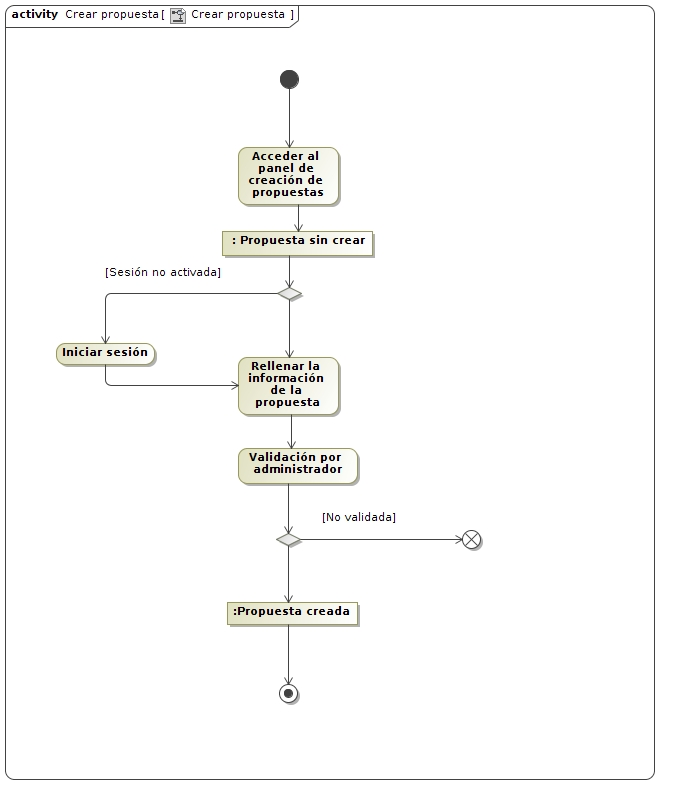 activity Crear propuesta[ Crear propuesta ]
Acceder al
panel de
creación de
propuestas
: Propuesta sin crear
[Sesión no activada]
Iniciar sesión
Rellenar la
información
de la
propuesta
Validación por
administrador
[No validada]
:Propuesta creada